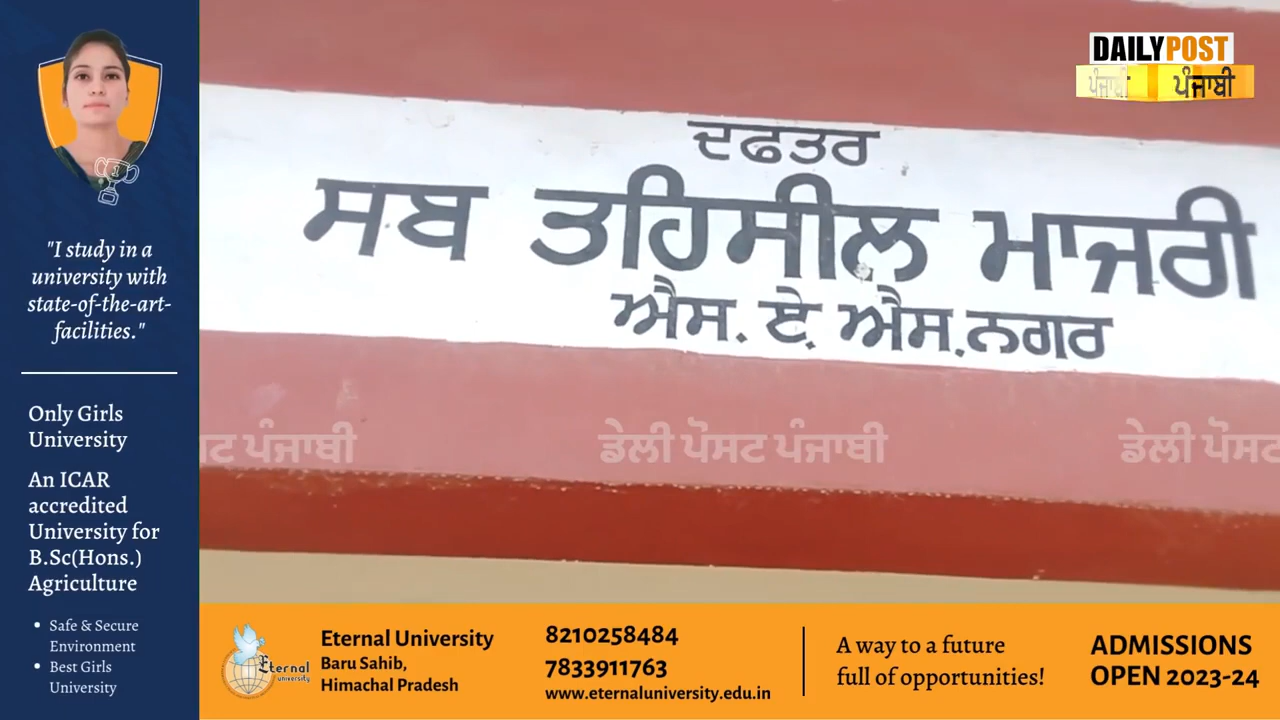 DAILYPOST
ਪੰਜਾਬੀ ਪੰਜਾਬੀ
ਦਫਤਰ
ਸਬ ਤਹਿਸੀਲ ਮਾਜਰੀ
ਐਸ. ਏ. ਐਸ.ਨਗਰ
ਸਟ ਪੰਜਾਬੀ ਡੇਲੀ ਪੋਸਟ ਪੰਜਾਬੀ ਡੇਲੀ ਪੋਸਟ
1
"I study in a
university with
state-of-the-art-
facilities."
Only Girls
University
An ICAR
accredited
University for
B.Sc(Hons.)
Agriculture
• Safe & Secure
Environment
• Best Girls
University
Eternal
university
Eternal University
Baru Sahib,
Himachal Pradesh
8210258484
7833911763
www.eternaluniversity.edu.in
A way to a future
full of opportunities!
ADMISSIONS
OPEN 2023-24